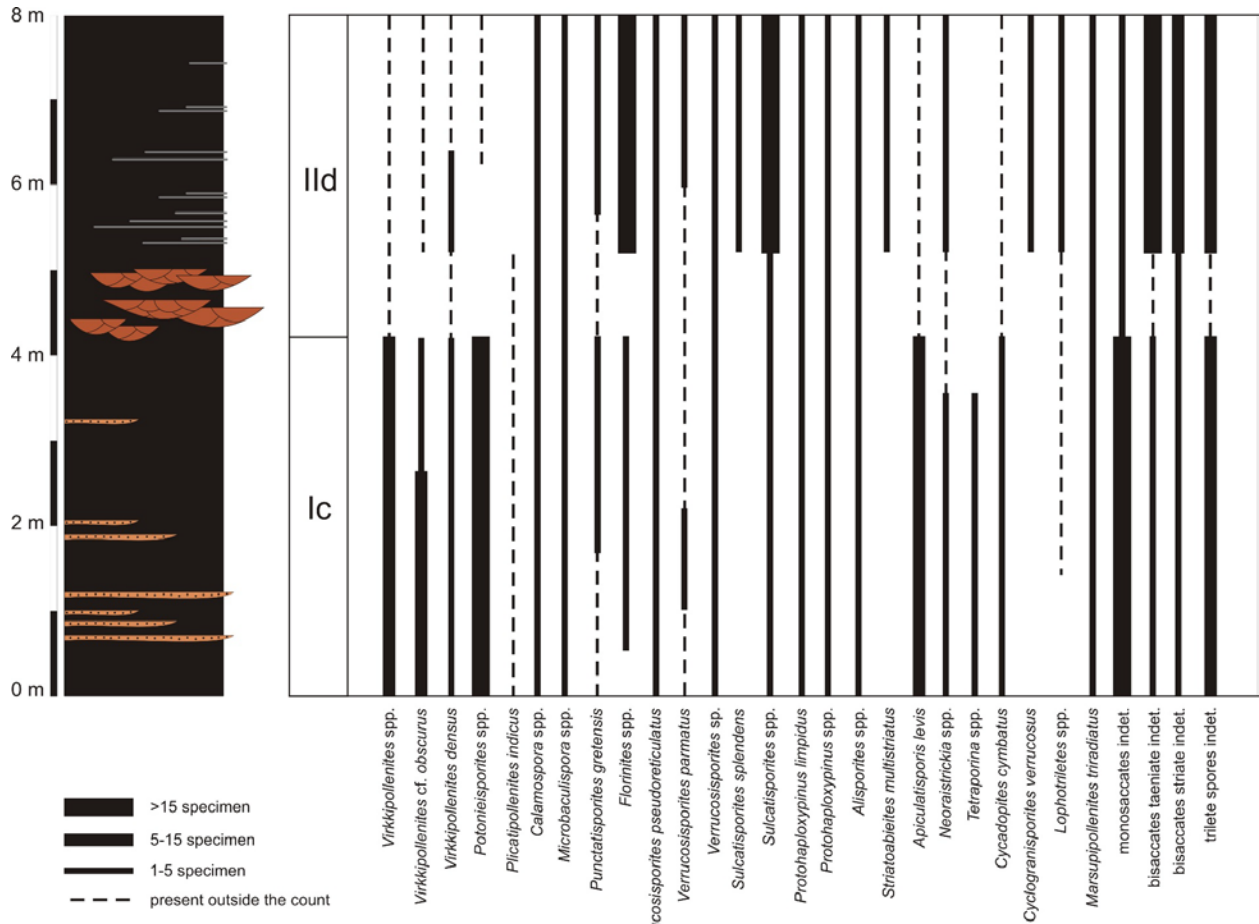 8 m
6 m
4 m
2 m
0 m
IId
Ic
Virkkipollenites spp.
Virkkipollenites cf. obscurus
Virkkipollenites densus
Potonieisporites spp.
Plicatipollenites indicus
Calamospora spp.
Microbaculispora spp.
Punctatisporites gretensis
Florinites spp.
ycosisporites pseudoreticulatus
Verrucosisporites parmatus
Verrucosisporites sp.
Sulcatisporites splendens
Sulcatisporites spp.
Protohaploxypinus limpidus
Protohaploxypinus spp.
Alisporites spp.
Striatoabieites multistriatus
Apiculatisporis levis
Neoraistrickia spp.
Tetraporina spp.
Cycadopites cymbatus
Cyclogranisporites verrucosus
Lophotriletes spp.
Marsupipollenites triradiatus
monosaccates indet.
bisaccates taeniate indet.
bisaccates striate indet.
trilete spores indet.
>15 specimen
5-15 specimen
1-5 specimen
present outside the count